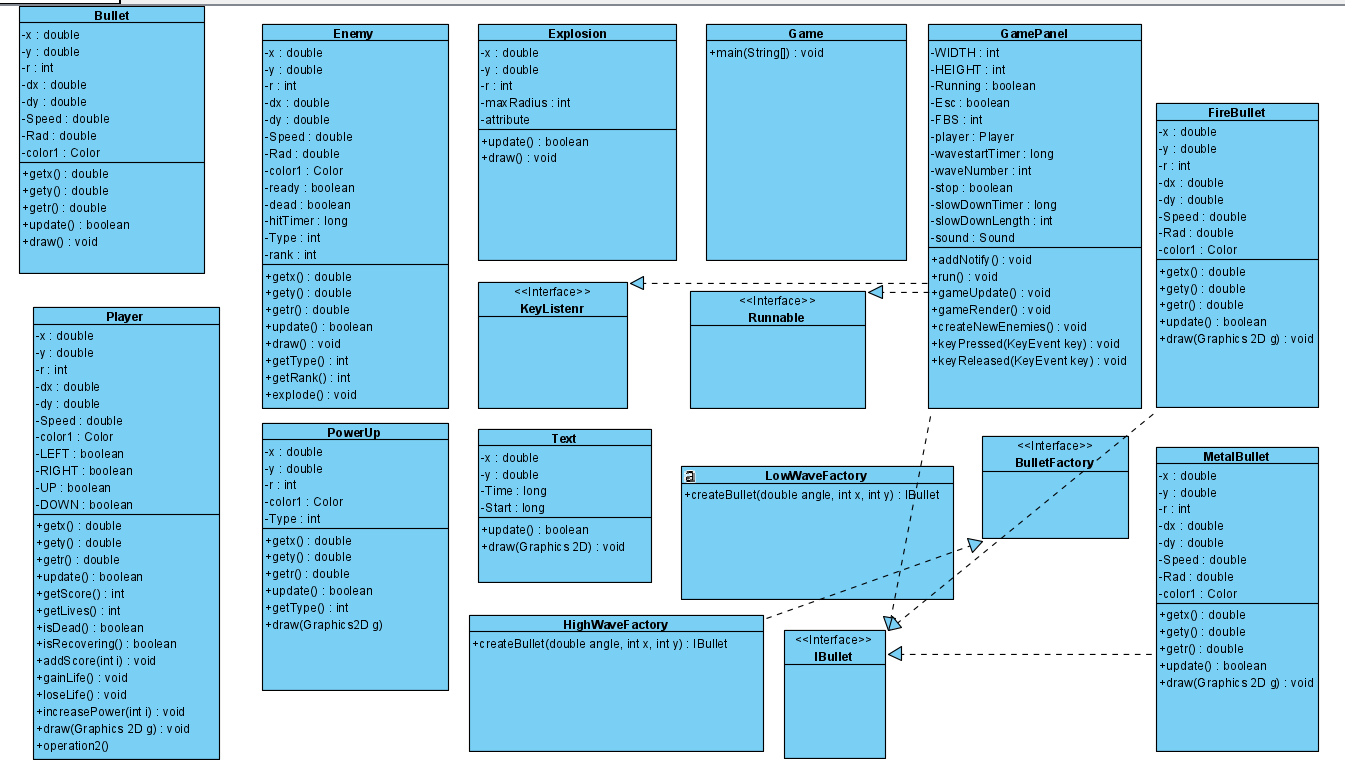 Bullet
-x : double
-y : double
-r : int
-dx : double
-dy : double
-Speed : double
-Rad : double
-color1 : Color
+getx() : double
+gety() : double
+getr() : double
+update() : boolean
+draw() : void
Enemy
-x : double
-y : double
-r : int
-dx : double
-dy : double
-Speed : double
-Rad : double
-color1 : Color
-ready : boolean
-dead : boolean
-hitTimer : long
-Type : int
-rank : int
+getx() : double
+gety() : double
+getr() : double
+update() : boolean
+draw() : void
+getType() : int
+getRank() : int
+explode() : void
Explosion
-x : double
-y : double
-r : int
-maxRadius : int
-attribute
+update() : boolean
+draw() : void
Game
+main(String[]) : void
GamePanel
-WIDTH : int
-HEIGHT : int
-Running : boolean
-Esc : boolean
-FBS : int
-player : Player
-wavestartTimer : long
-waveNumber : int
-stop : boolean
-slowDownTimer : long
-slowDownLength : int
-sound : Sound
+addNotify() : void
+run() : void
+gameUpdate() : void
+gameRender() : void
+createNewEnemies() : void
+keyPressed(KeyEvent key) : void
+keyReleased(KeyEvent key) : void
FireBullet
-x : double
-y : double
-r : int
-dx : double
-dy : double
-Speed : double
-Rad : double
-color1 : Color
+getx() : double
+gety() : double
+getr() : double
+update() : boolean
+draw(Graphics 2D g) : void
<<Interface>>
KeyListenr
<<Interface>>
Runnable
Player
-x : double
-y : double
-r : int
-dx : double
-dy : double
-Speed : double
-color1 : Color
-LEFT : boolean
-RIGHT : boolean
-UP : boolean
-DOWN : boolean
+getx() : double
+gety() : double
+getr() : double
+update() : boolean
+getScore() : int
+getLives() : int
+isDead() : boolean
+isRecovering() : boolean
+addScore(int i) : void
+gainLife() : void
+loseLife() : void
+increasePower(int i) : void
+draw(Graphics 2D g) : void
+operation2()
PowerUp
-x : double
-y : double
-r : int
-color1 : Color
-Type : int
+getx() : double
+gety() : double
+getr() : double
+update() : boolean
+getType() : int
+draw(Graphics2D g)
Text
-x : double
-y : double
-Time : long
-Start : long
+update() : boolean
+draw(Graphics 2D) : void
a
LowWaveFactory
+createBullet(double angle, int x, int y) : IBullet
<<Interface>>
BulletFactory
MetalBullet
-x : double
-y : double
-r : int
-dx : double
-dy : double
-Speed : double
-Rad : double
-color1 : Color
+getx() : double
+gety() : double
+getr() : double
+update() : boolean
+draw(Graphics 2D g) : void
HighWaveFactory
+createBullet(double angle, int x, int y) : IBullet
<<Interface>>
IBullet